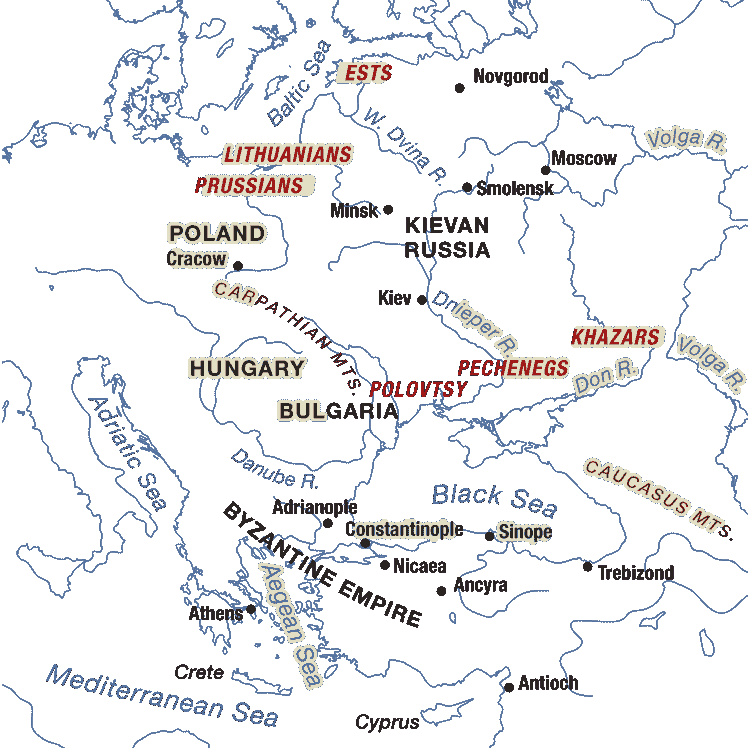 Baltic Sea
ESTS
Novgorod
W. Dvina R.
Volga R.
LITHUANIANS
Moscow
PRUSSIANS
Smolensk
Minsk
KIEVAN
RUSSIA
POLAND
Cracow
CARPATHIAN MTS.
Kiev
Dnieper R.
KHAZARS
Volga R.
HUNGARY
PECHENEGS
Don R.
POLOVTSY
BULGARIA
Adriatic Sea
Danube R.
Black Sea
CAUCASUS MTS.
Adrianople
Constantinople
Sinope
BYZANTINE EMPIRE
Nicaea
Ancyra
Trebizond
Aegean Sea
Athens
Crete
Mediterranean Sea
Antioch
Cyprus